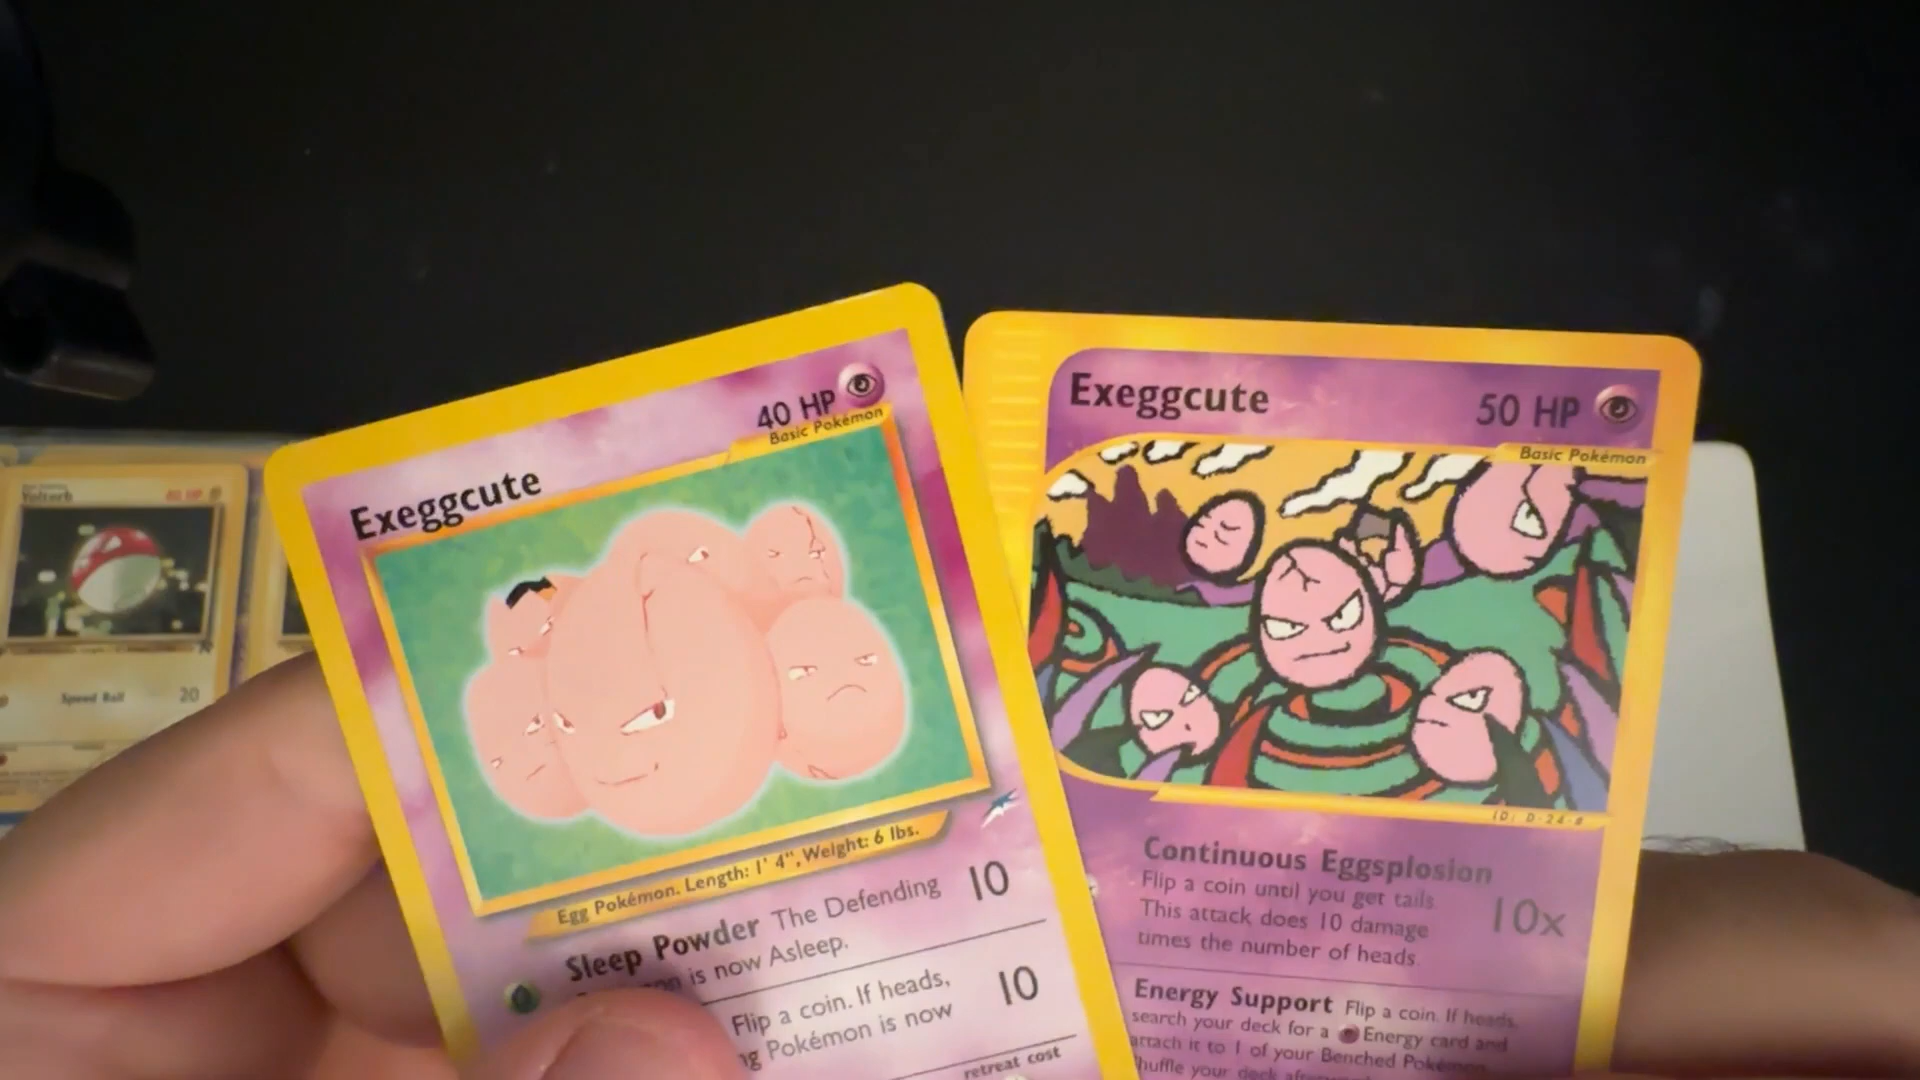 Voltorb
Speed Ball 20
Exeggcute
40 HP
Basic Pokémon
Egg Pokémon. Length: 1' 4", Weight: 6 lbs.
Sleep Powder The Defending 10
is now Asleep.
Flip a coin. If heads, 10
Pokémon is now
retreat cost
Exeggcute 50 HP
Basic Pokémon
ID: D-24-#
Continuous Eggsplosion
Flip a coin until you get tails
This attack does 10 damage 10x
times the number of heads.
Energy Support Flip a coin. If heads,
search your deck for a Energy card and
attach it to 1 of your Benched Pokémon.
Shuffle your deck